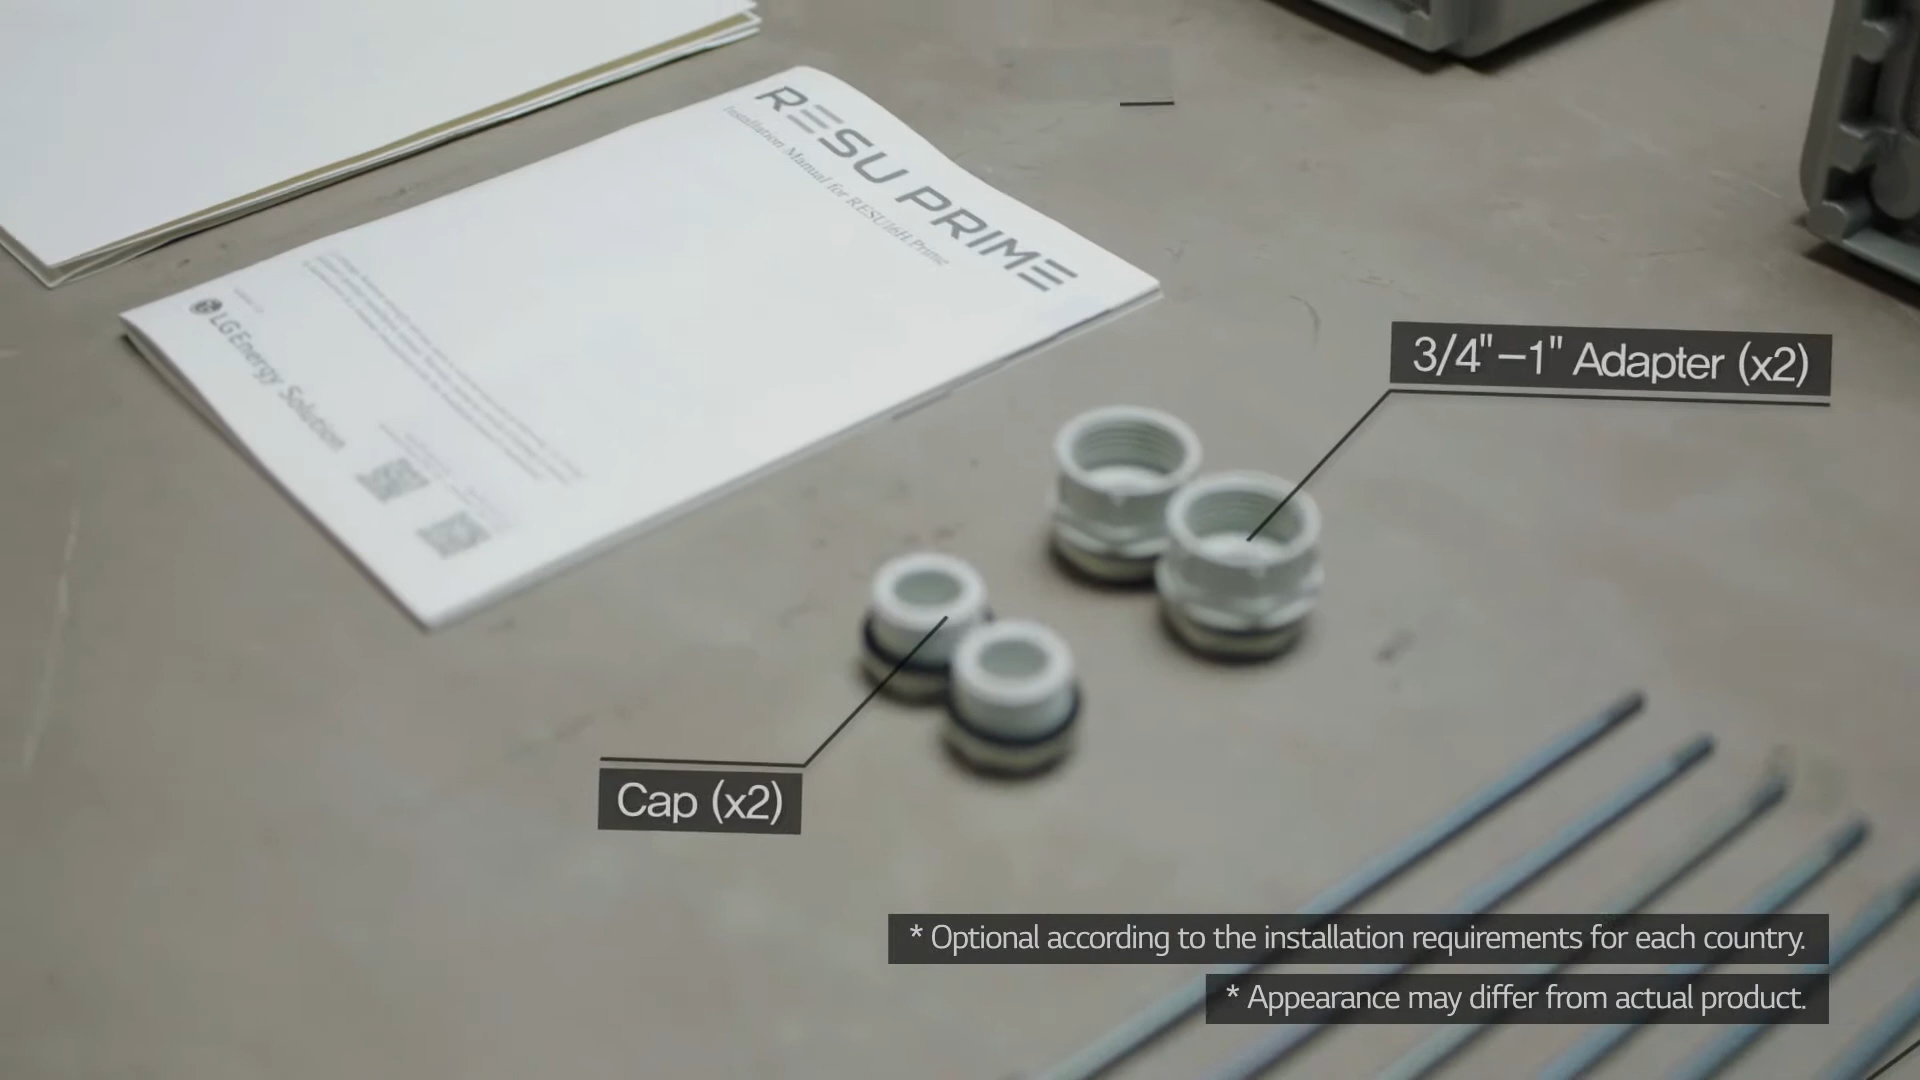 RESU PRIME
Installation Manual for RESU16H Prime
LG Energy Solution
3/4"–1" Adapter (x2)
Cap (x2)
* Optional according to the installation requirements for each country.
* Appearance may differ from actual product.